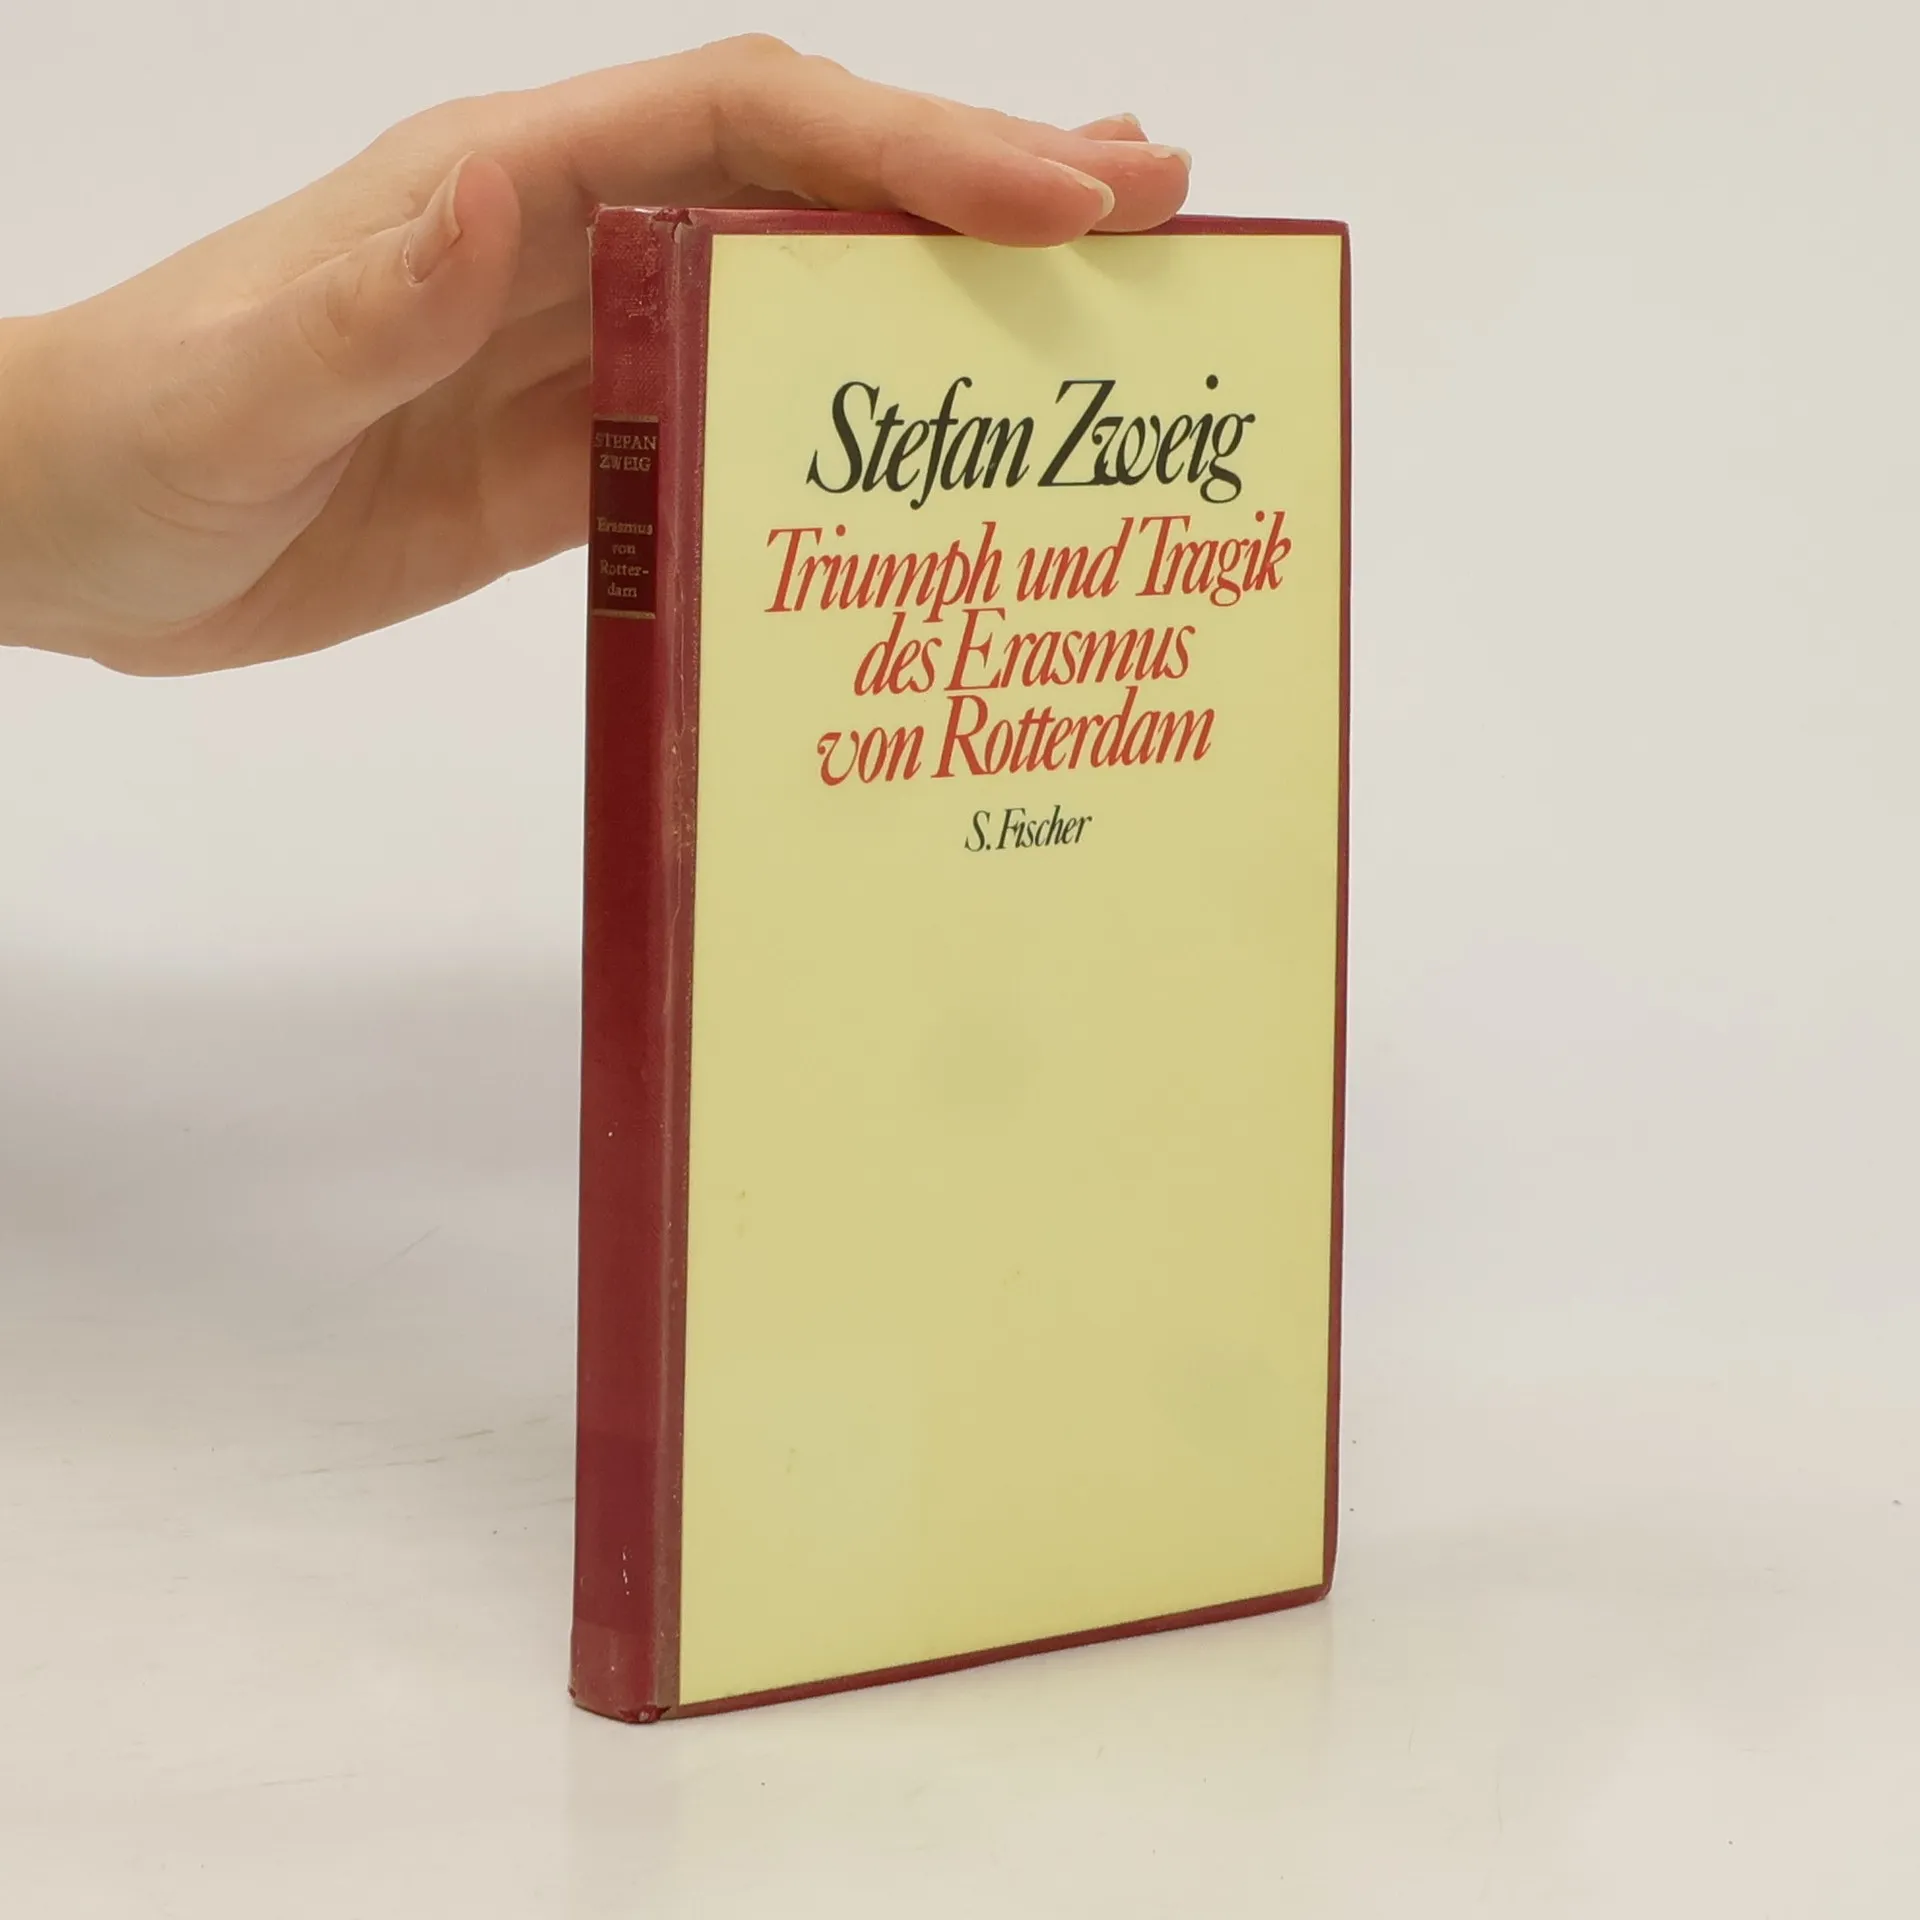 Stefan Zweig
Triumph und Tragik
des Erasmus
von Rotterdam
S. Fischer
STEFAN
ZWEIG
Erasmus
von
Rotter-
dam